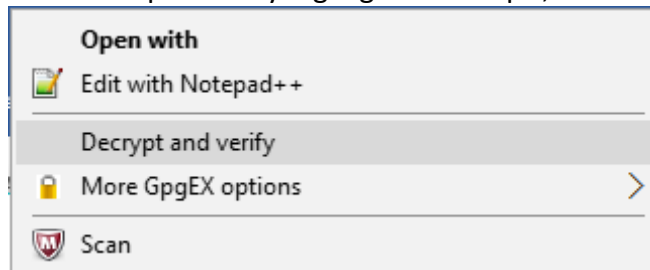 Open with
Edit with Notepad++
Decrypt and verify
More GpgEX options
Scan